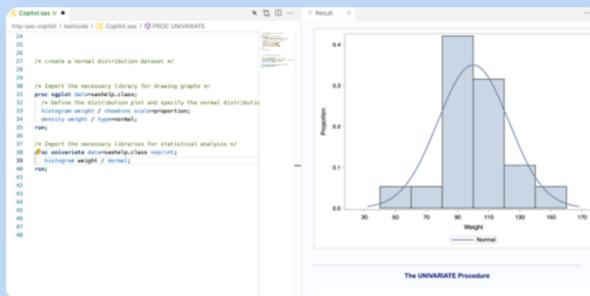 Copilot.sas U
Result
tmp-sas-copilot > testcode > Copilot.sas > PROC UNIVARIATE
24
25
26
27 /* create a normal distribution dataset */
28
29
30 /* Import the necessary library for drawing graphs */
31 proc sgplot data=sashelp.class;
32 /* Define the distribution plot and specify the normal distributio
33 histogram weight / showbins scale=proportion;
34 density weight / type=normal;
35 run;
36
37 /* Import the necessary libraries for statistical analysis */
38 proc univariate data=sashelp.class noprint;
39 histogram weight / normal;
40 run;
41
42
43
44
45
46
47
48
0.4
0.3
0.2
0.1
0.0
Proportion
30 50 70 90 110 130 150 170
Weight
Normal
The UNIVARIATE Procedure